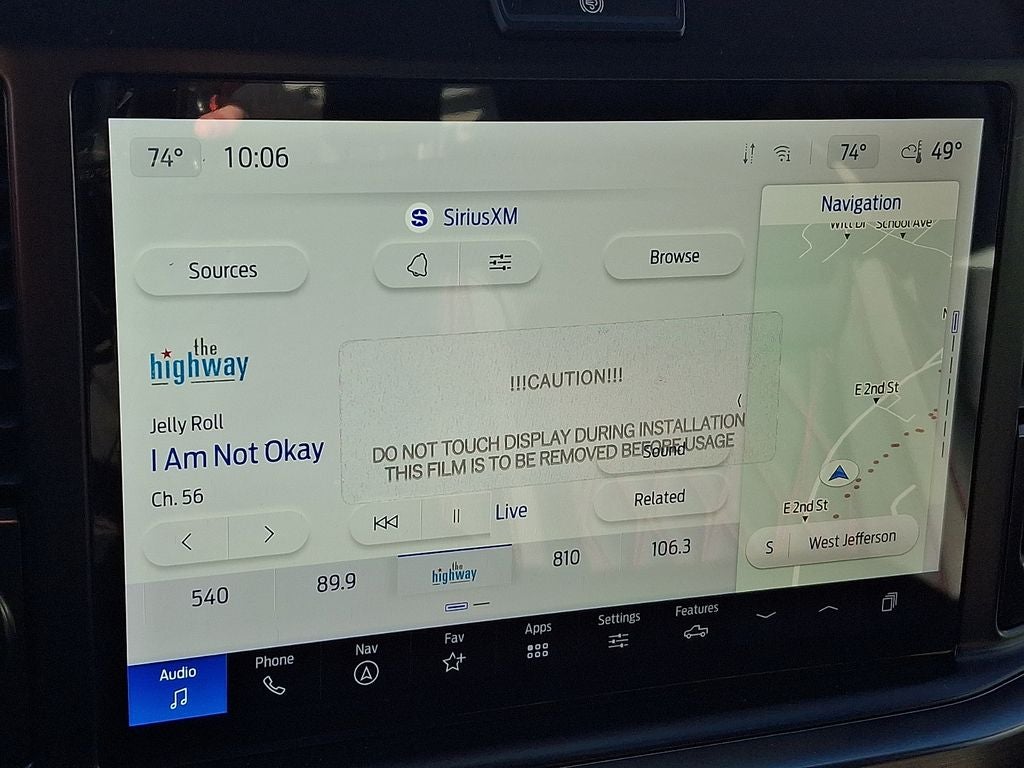 74° 10:06 74° 49°
SiriusXM
Navigation
Witt Dr School Ave
Sources
Browse
the
highway
Jelly Roll
I Am Not Okay
Ch. 56
!!!CAUTION!!!
DO NOT TOUCH DISPLAY DURING INSTALLATION
THIS FILM IS TO BE REMOVED BEFORE USAGE
Sound
Related
Live
E 2nd St
E 2nd St
S West Jefferson
540 89.9 the highway 810 106.3
Audio Phone Nav Fav Apps Settings Features